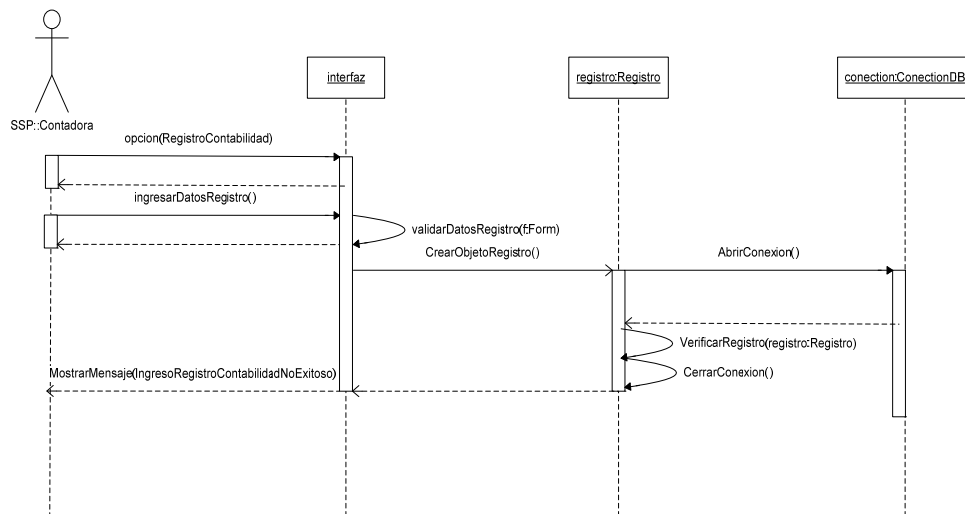 interfaz
registro:Registro
conection:ConectionDB
SSP::Contadora
opcion(RegistroContabilidad)
ingresarDatosRegistro()
validarDatosRegistro(f:Form)
CrearObjetoRegistro()
AbrirConexion()
VerificarRegistro(registro:Registro)
MostrarMensaje(IngresoRegistroContabilidadNoExitoso)
CerrarConexion()